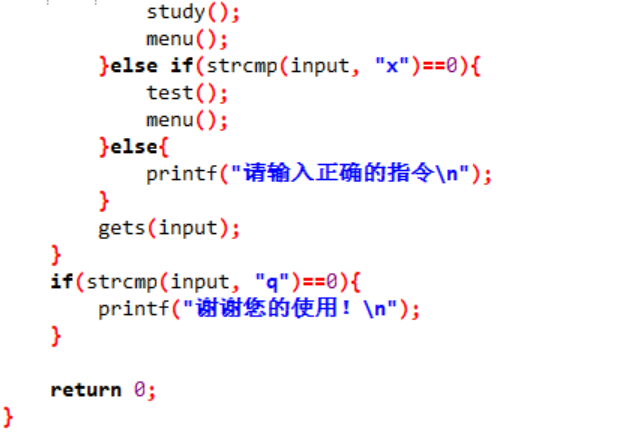 study();
menu();
}else if(strcmp(input, "x")==0){
test();
menu();
}else{
printf("请输入正确的指令\n");
}
gets(input);
}
if(strcmp(input, "q")==0){
printf("谢谢您的使用！\n");
}
return 0;
}